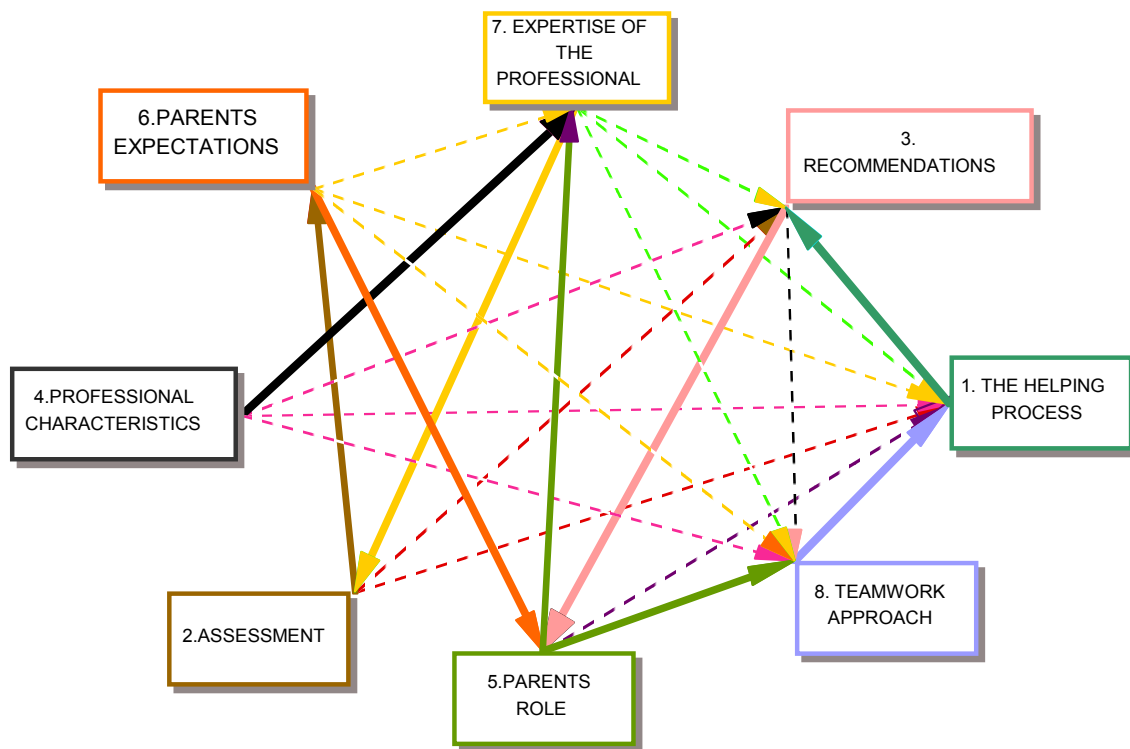 7. EXPERTISE OF
THE
PROFESSIONAL
6.PARENTS
EXPECTATIONS
3.
RECOMMENDATIONS
4.PROFESSIONAL
CHARACTERISTICS
1. THE HELPING
PROCESS
2.ASSESSMENT
8. TEAMWORK
APPROACH
5.PARENTS
ROLE